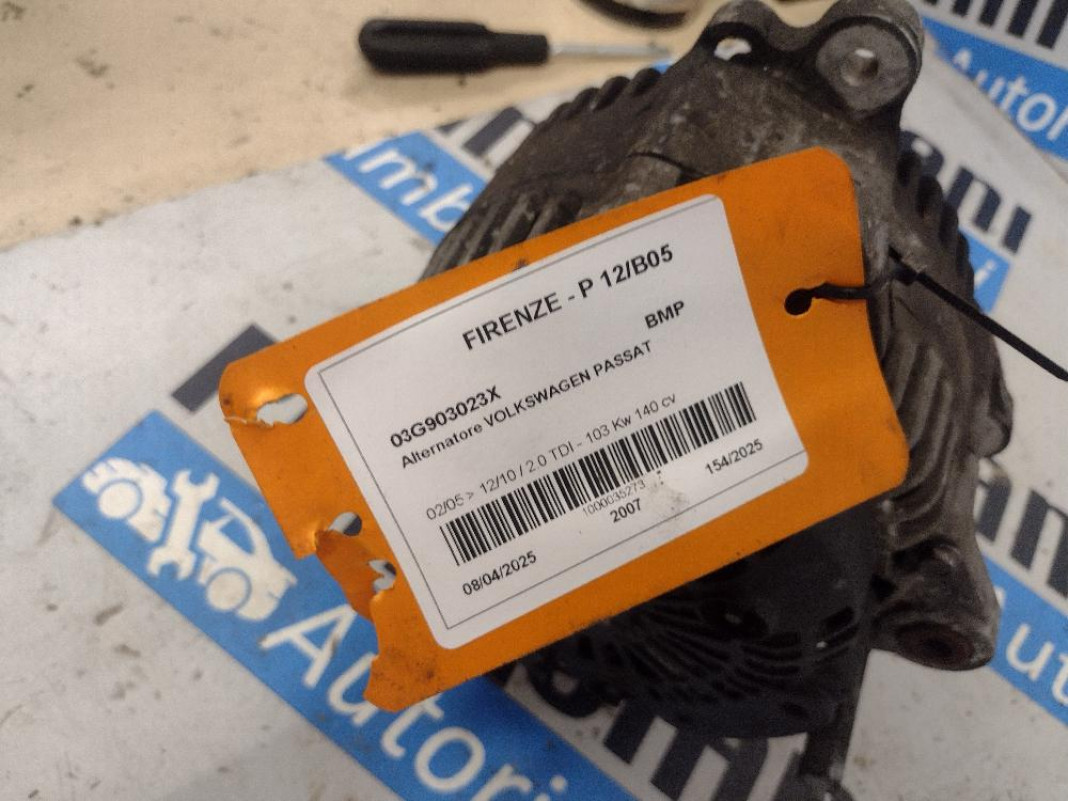 FIRENZE - P 12/B05
BMP
03G903023X
Alternatore VOLKSWAGEN PASSAT
02/05 > 12/10 / 2.0 TDI - 103 Kw 140 cv
1000035273
08/04/2025
2007
154/2025
Autori